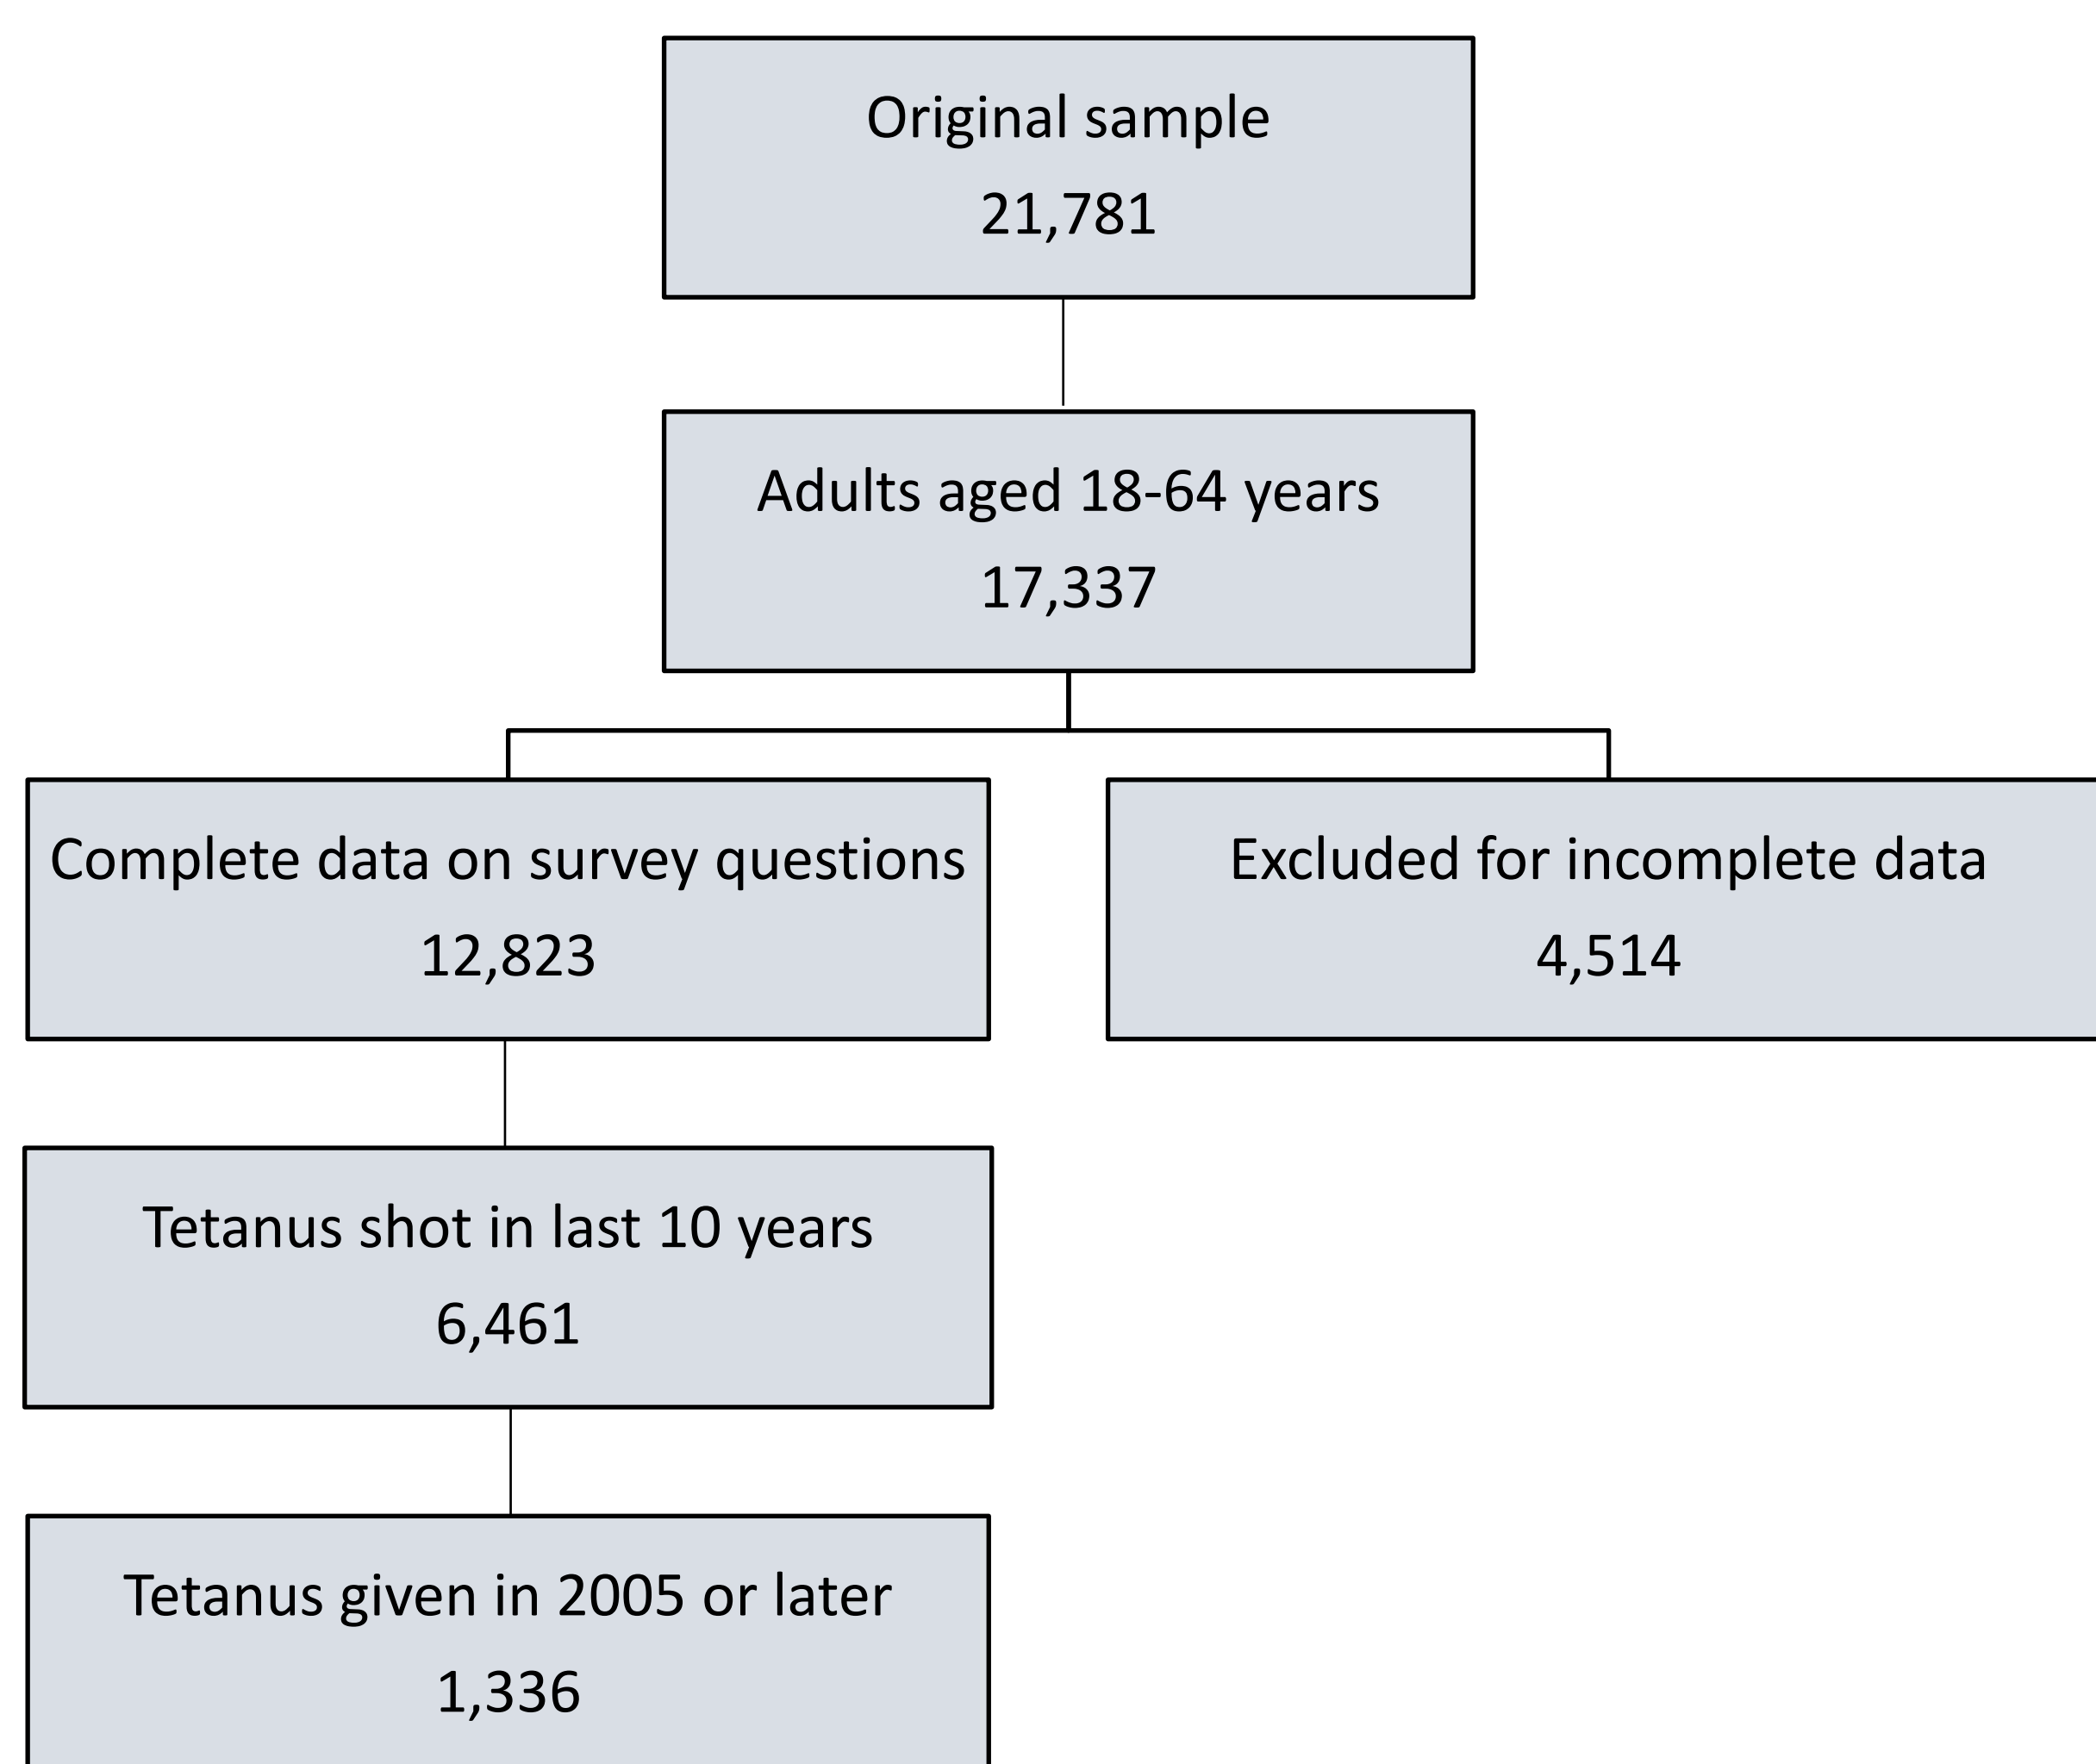 Original sample
21,781
Adults aged 18-64 years
17,337
Complete data on survey questions
12,823
Excluded for incomplete data
4,514
Tetanus shot in last 10 years
6,461
Tetanus given in 2005 or later
1,336